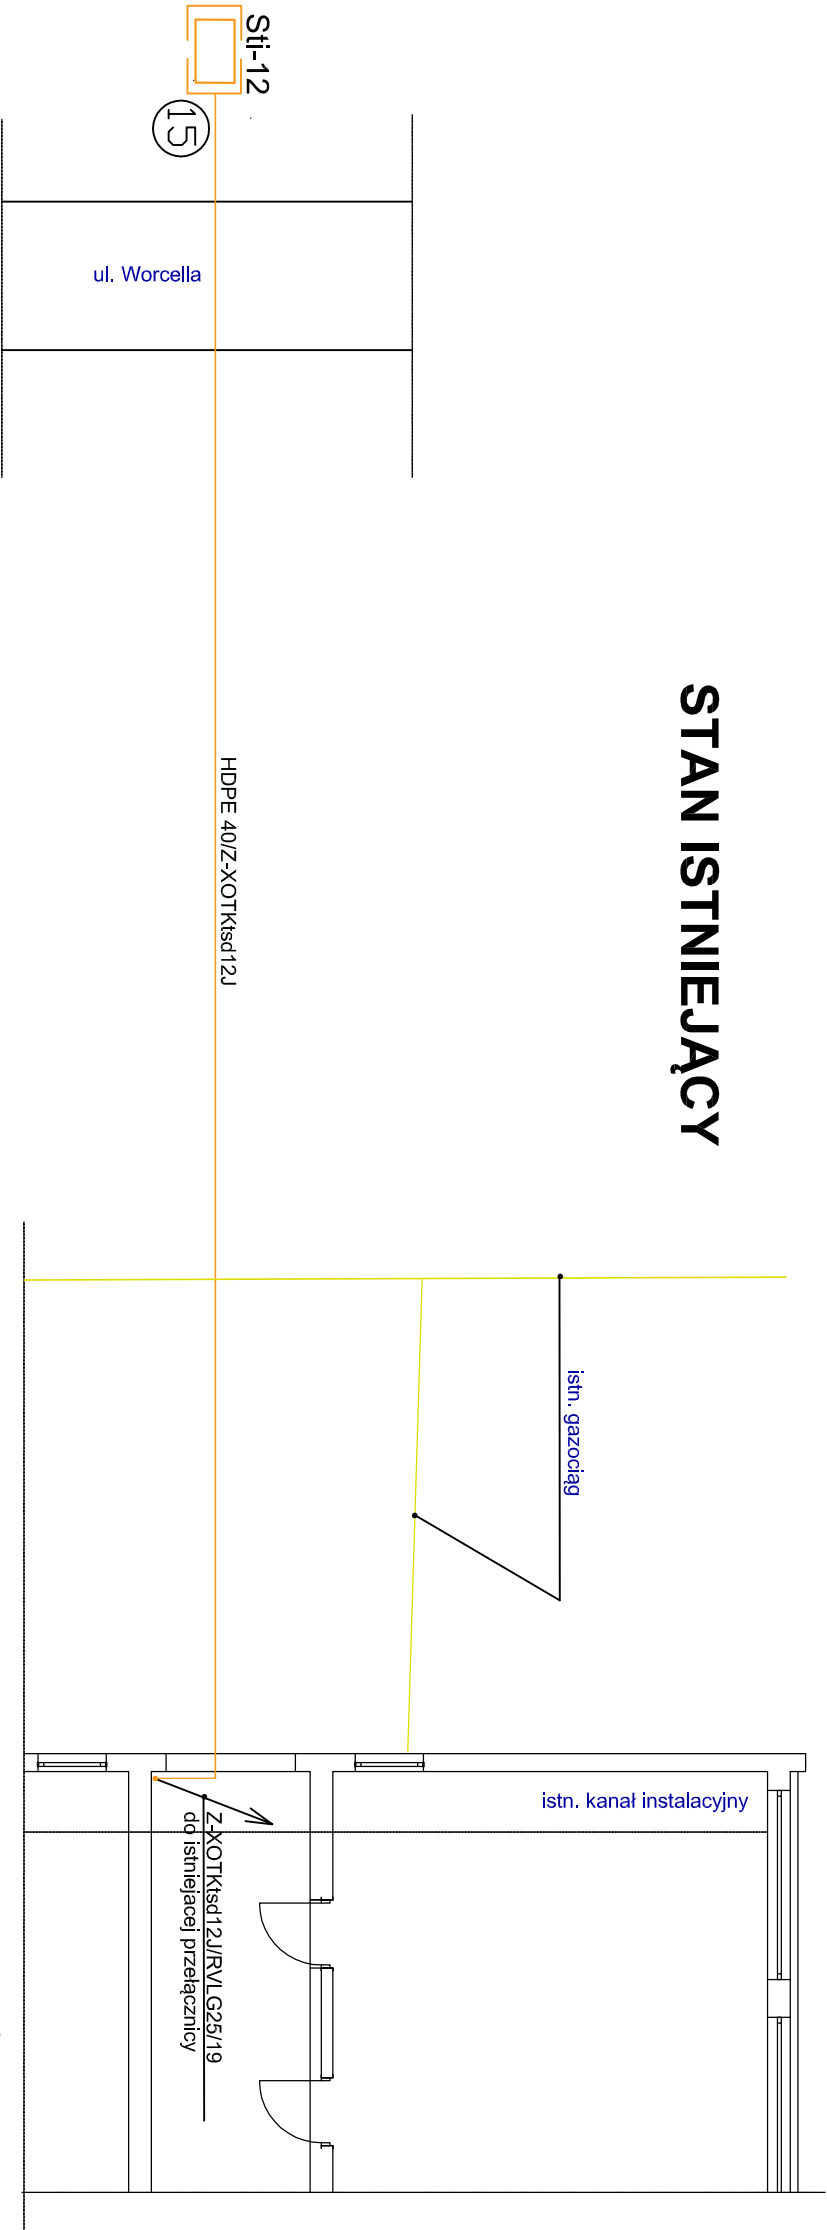 Sti-12
15
ul. Worcella
STAN ISTNIEJĄCY
HDPE 40/Z-XOTKtsd12J
istn. gazociąg
istn. kanał instalacyjny
Z-XOTKtsd12J/RVLG25/19
do istniejacej przełącznicy